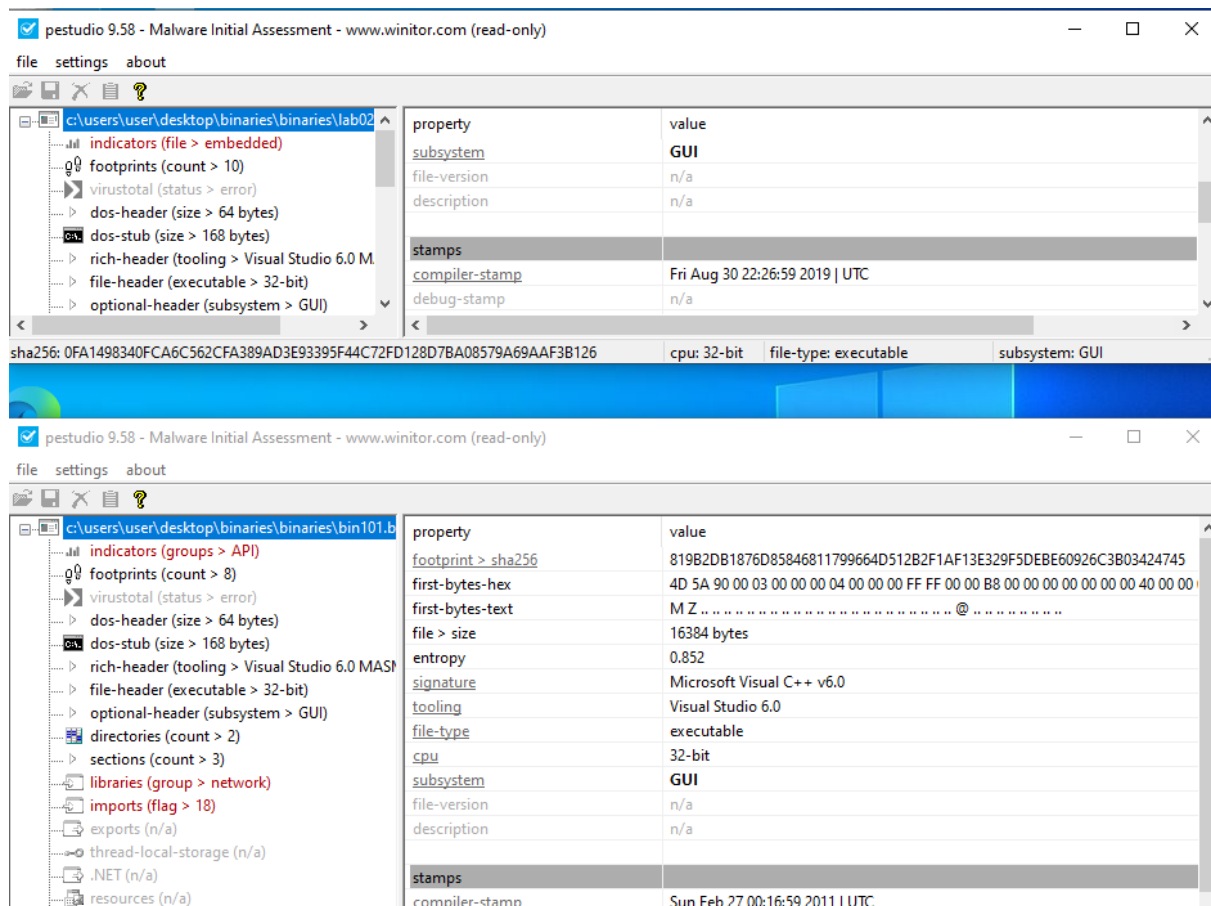 pestudio 9.58 - Malware Initial Assessment - www.winitor.com (read-only)
file settings about
c:\users\user\desktop\binaries\binaries\lab02
indicators (file > embedded)
footprints (count > 10)
virustotal (status > error)
dos-header (size > 64 bytes)
dos-stub (size > 168 bytes)
rich-header (tooling > Visual Studio 6.0 M
file-header (executable > 32-bit)
optional-header (subsystem > GUI)
property value
subsystem GUI
file-version n/a
description n/a
stamps
compiler-stamp Fri Aug 30 22:26:59 2019 | UTC
debug-stamp n/a
sha256: 0FA1498340FCA6C562CFA389AD3E93395F44C72FD128D7BA08579A69AAF3B126 cpu: 32-bit file-type: executable subsystem: GUI
pestudio 9.58 - Malware Initial Assessment - www.winitor.com (read-only)
file settings about
c:\users\user\desktop\binaries\binaries\bin101.b
indicators (groups > API)
footprints (count > 8)
virustotal (status > error)
dos-header (size > 64 bytes)
dos-stub (size > 168 bytes)
rich-header (tooling > Visual Studio 6.0 MASM
file-header (executable > 32-bit)
optional-header (subsystem > GUI)
directories (count > 2)
sections (count > 3)
libraries (group > network)
imports (flag > 18)
exports (n/a)
thread-local-storage (n/a)
.NET (n/a)
resources (n/a)
property value
footprint > sha256 819B2DB1876D85846811799664D512B2F1AF13E329F5DEBE60926C3B03424745
first-bytes-hex 4D 5A 90 00 03 00 00 00 04 00 00 00 FF FF 00 00 B8 00 00 00 00 00 00 00 40 00 00
first-bytes-text M Z .. .. .. .. .. .. .. .. .. .. .. .. .. .. .. .. .. .. .. .. .. .. @ .. .. .. .. .. .. .. ..
file > size 16384 bytes
entropy 0.852
signature Microsoft Visual C++ v6.0
tooling Visual Studio 6.0
file-type executable
cpu 32-bit
subsystem GUI
file-version n/a
description n/a
stamps
compiler-stamp Sun Feb 27 00:16:59 2011 | UTC